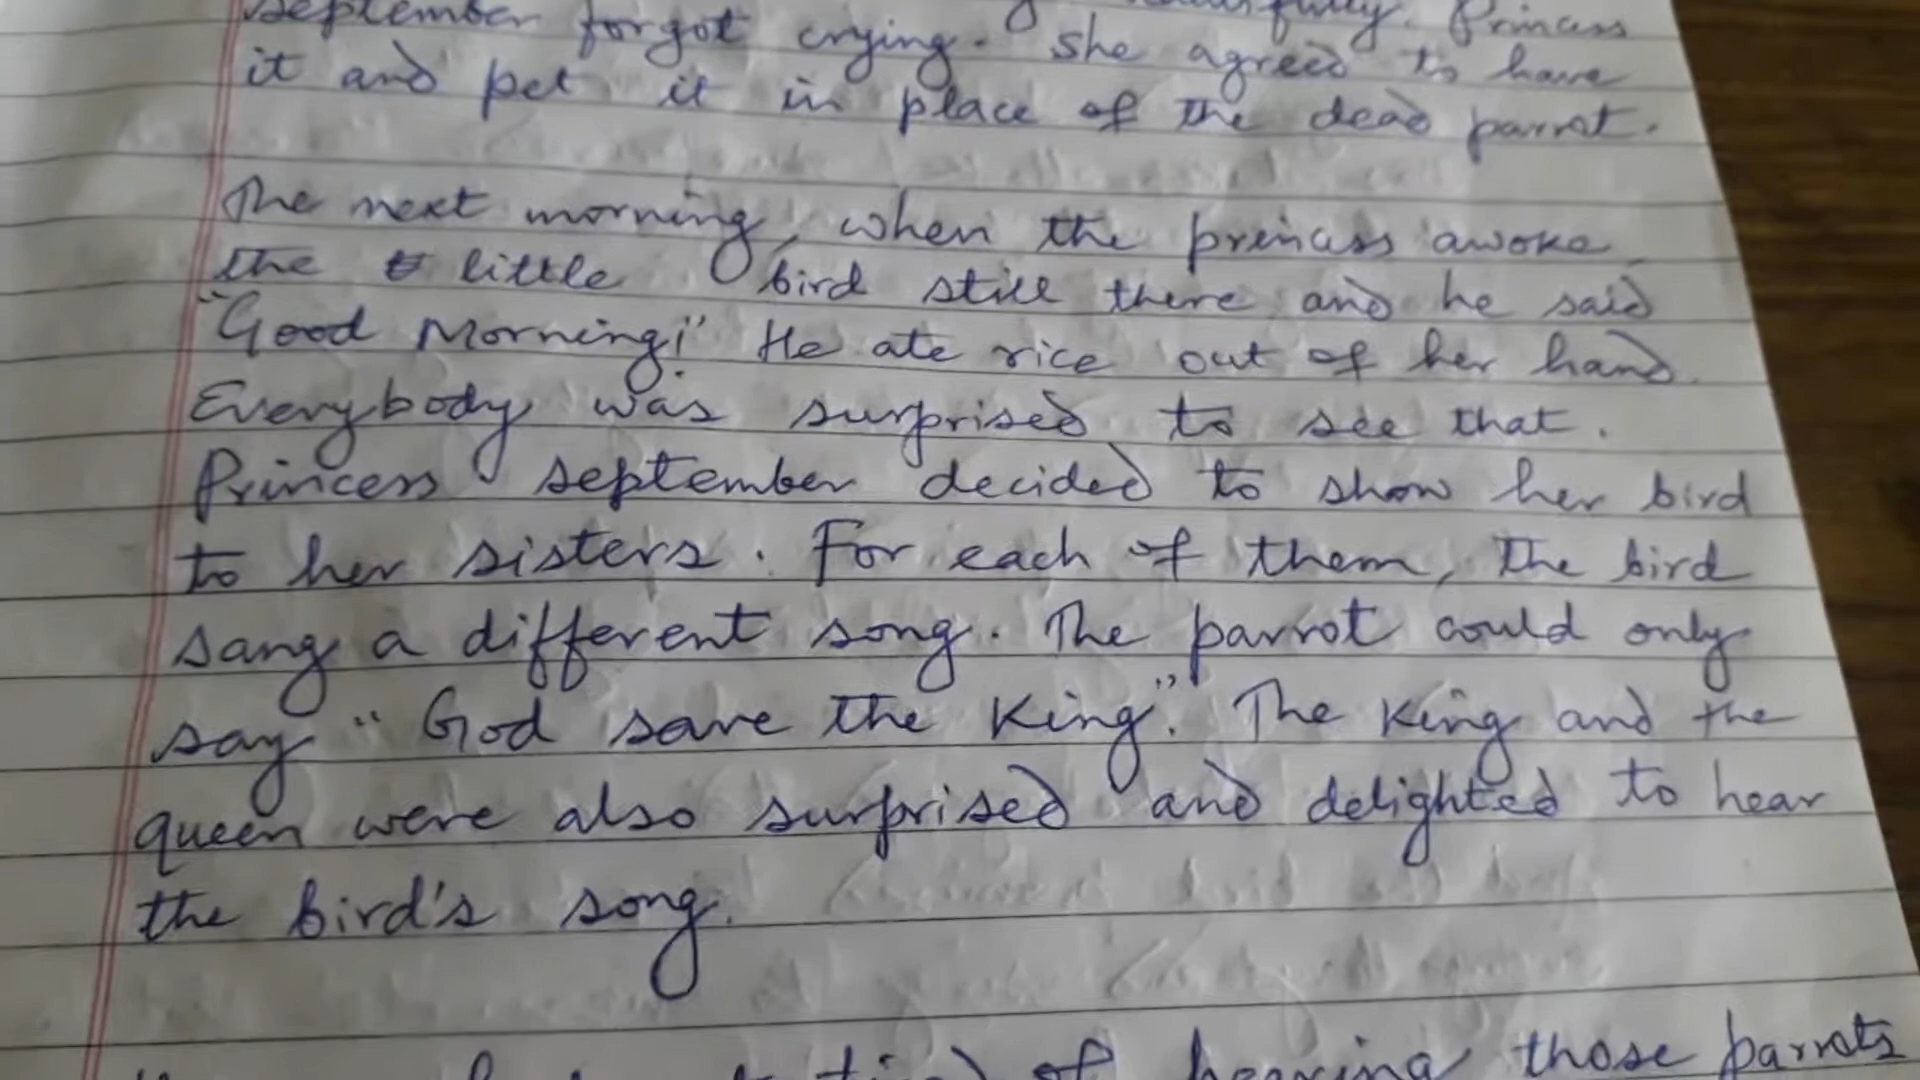 beautifully. Princess
September forgot crying. She agreed to have
it and pet it in place of the dead parrot.
The next morning, when the princess awoke
the little bird still there and he said
"Good Morning!" He ate rice out of her hand.
Everybody was surprised to see that.
Princess September decided to show her bird
to her sisters. For each of them, the bird
sang a different song. The parrot could only
say "God save the King". The King and the
queen were also surprised and delighted to hear
the bird's song.
of hearing those parrots